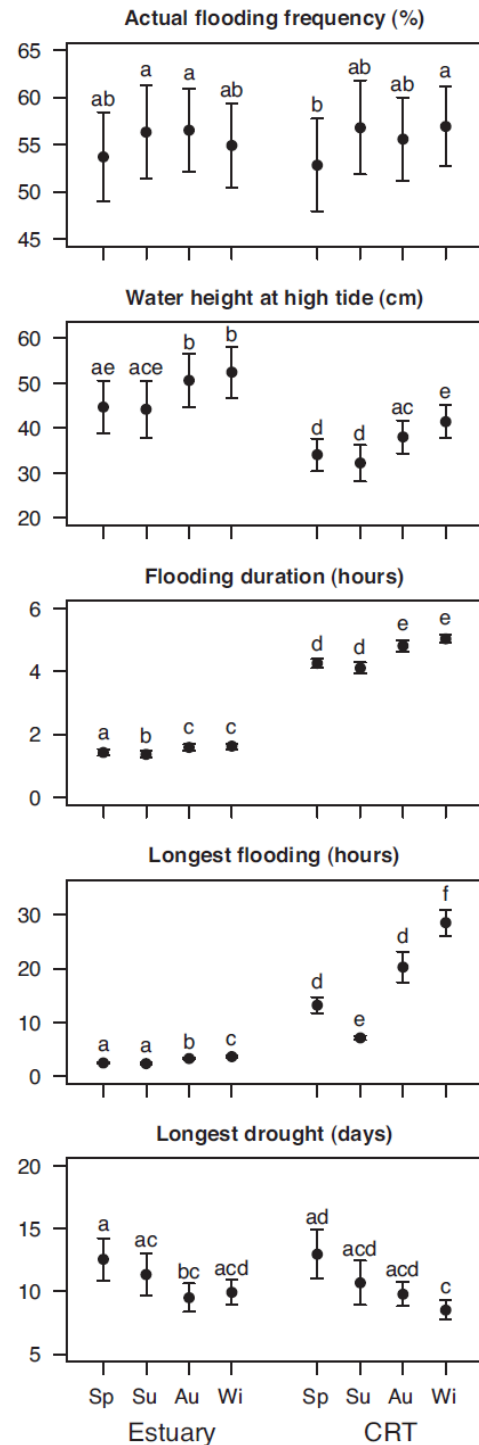 Actual flooding frequency (%)
65
60
55
50
45
ab a a ab b ab ab a
Water height at high tide (cm)
60
50
40
30
20
ae ace b b d d ac e
Flooding duration (hours)
6
4
2
0
a b c c d d e e
Longest flooding (hours)
30
20
10
0
a a b c d e d f
Longest drought (days)
20
15
10
5
a ac bc acd ad acd acd c
Sp Su Au Wi Sp Su Au Wi
Estuary CRT